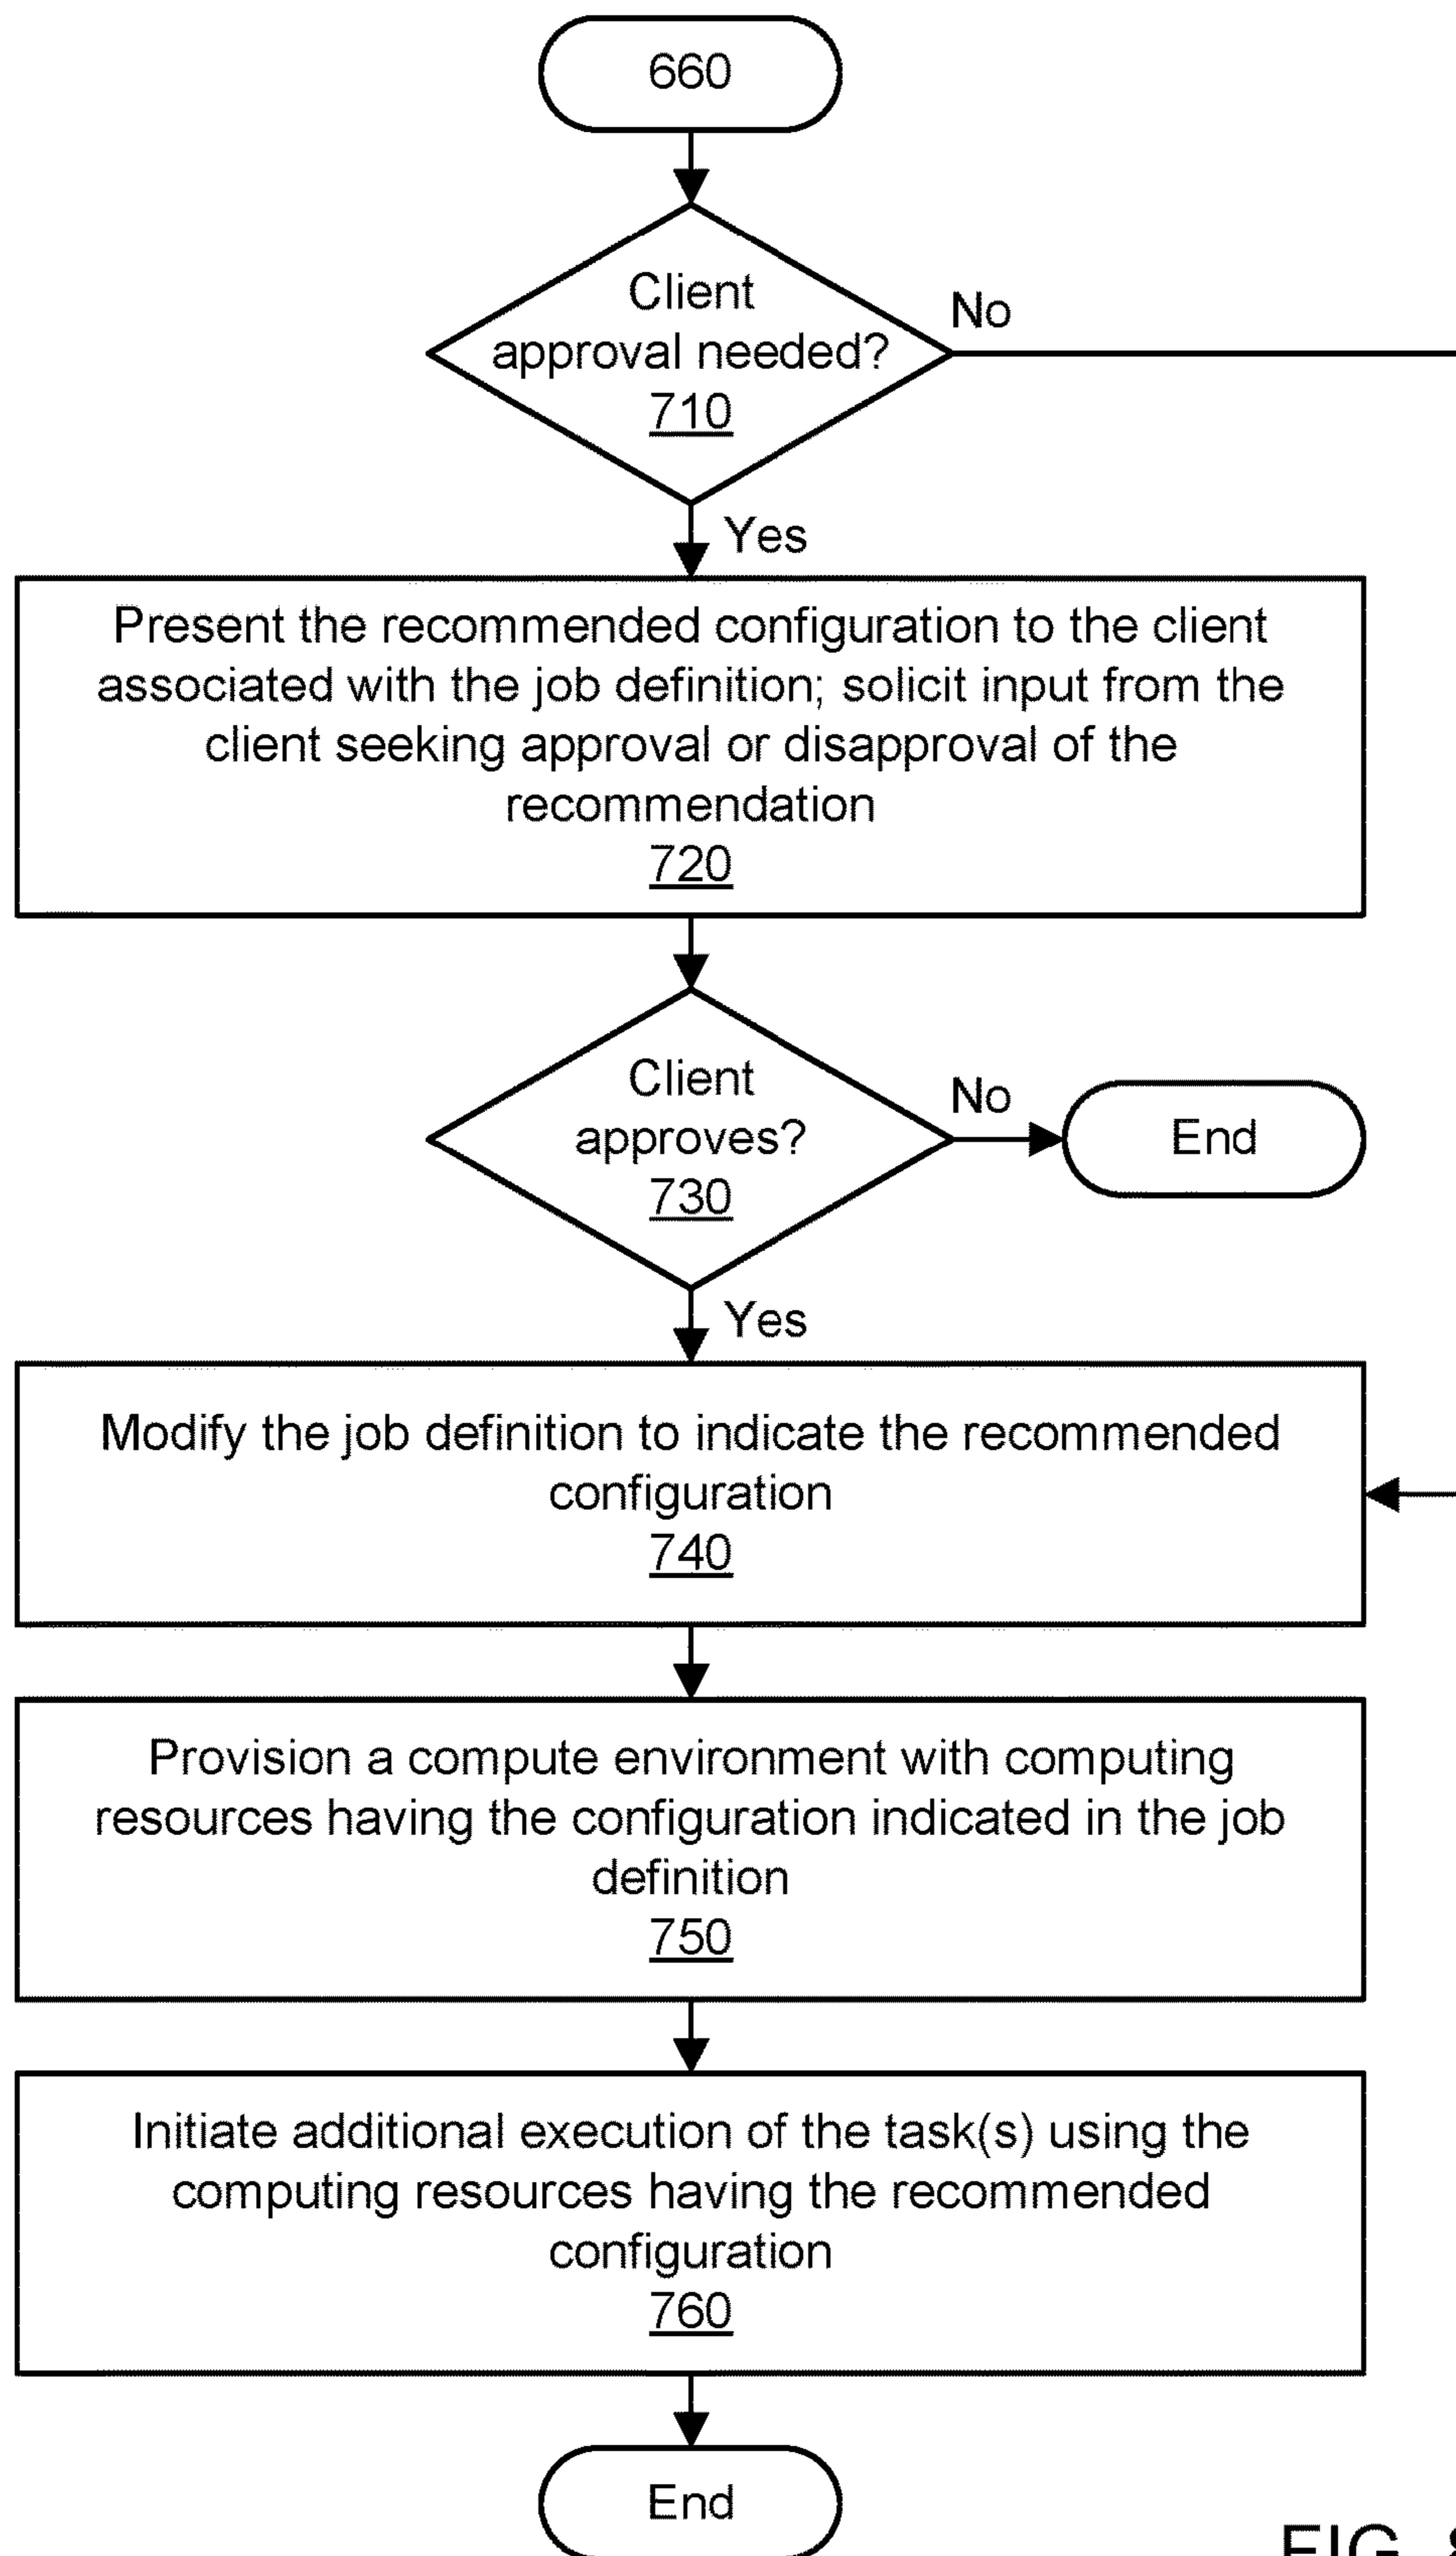 660
Client
approval needed?
710
No
Yes
Present the recommended configuration to the client
associated with the job definition; solicit input from the
client seeking approval or disapproval of the
recommendation
720
Client
approves?
730
No
End
Yes
Modify the job definition to indicate the recommended
configuration
740
Provision a compute environment with computing
resources having the configuration indicated in the job
definition
750
Initiate additional execution of the task(s) using the
computing resources having the recommended
configuration
760
End
FIG.